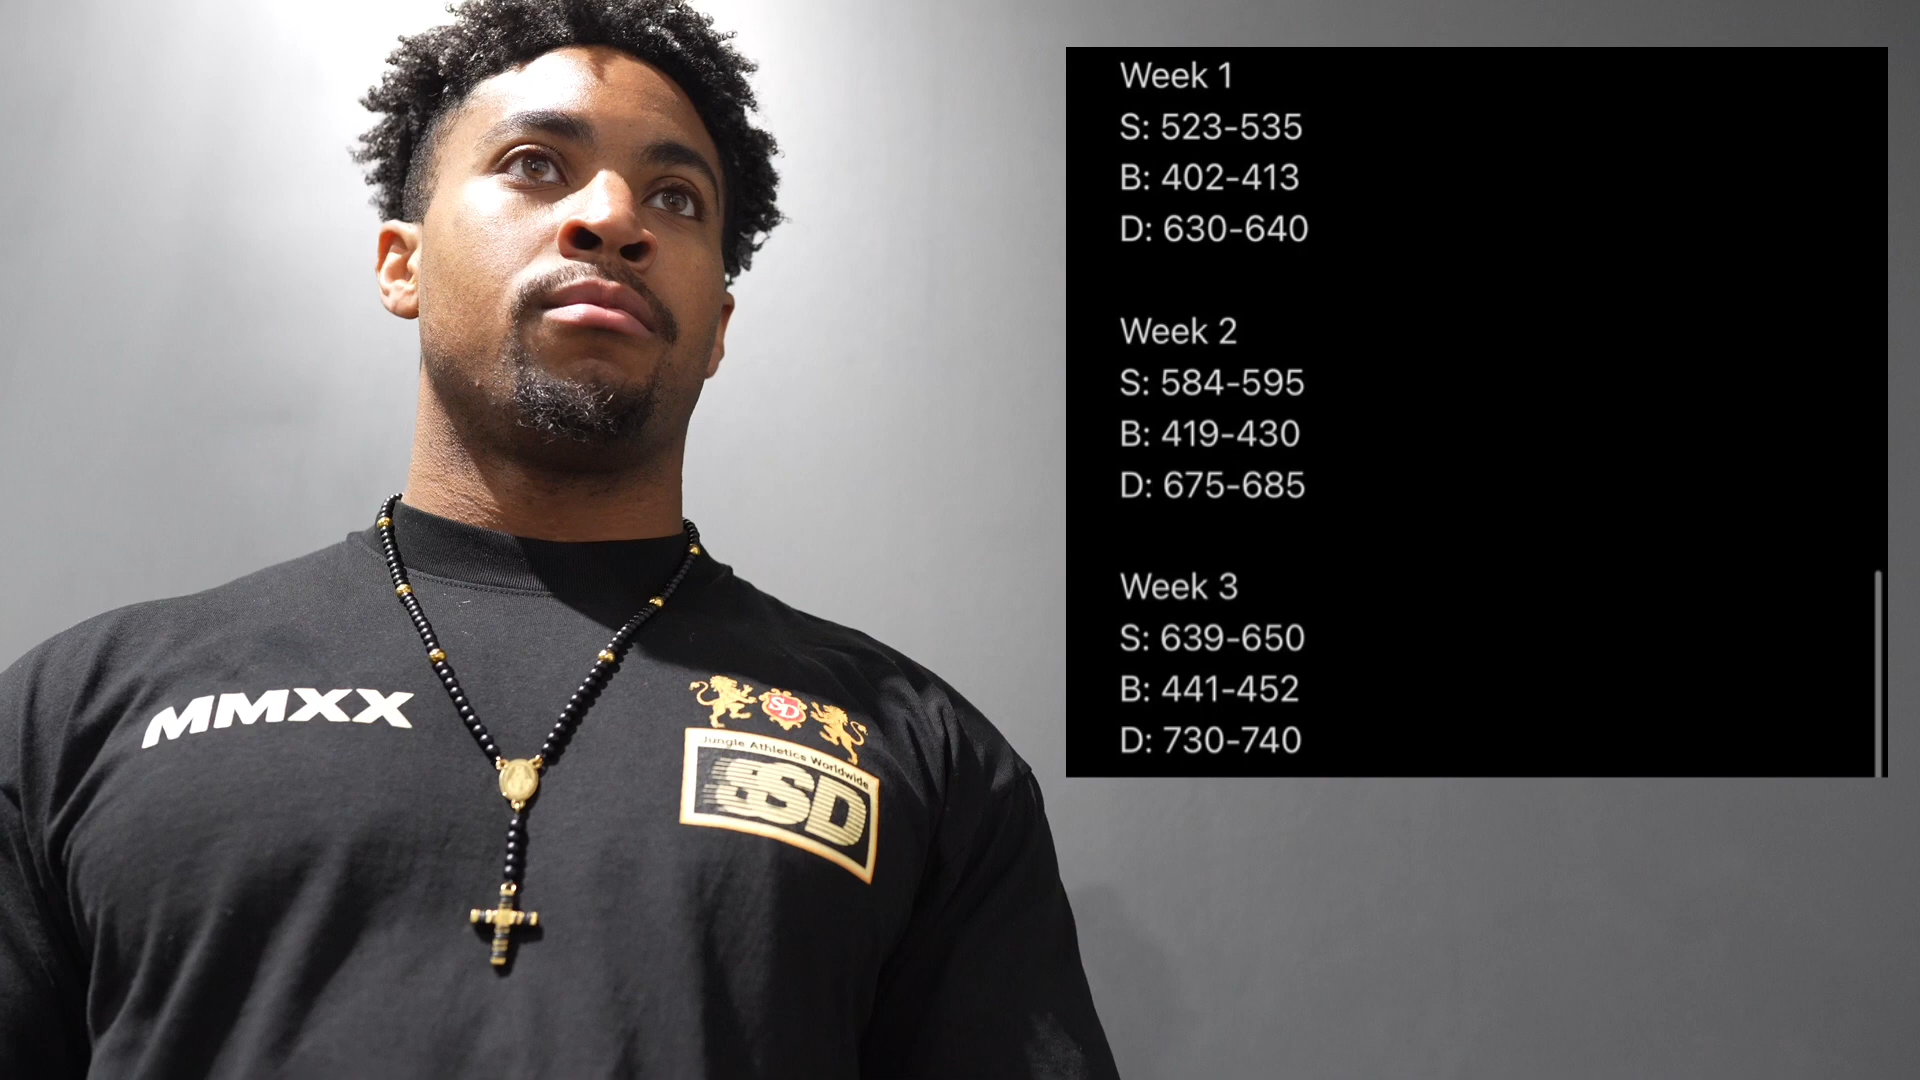 Week 1
S: 523-535
B: 402-413
D: 630-640
Week 2
S: 584-595
B: 419-430
D: 675-685
Week 3
S: 639-650
B: 441-452
D: 730-740
MMXX
SD
Jungle Athletics Worldwide
SD